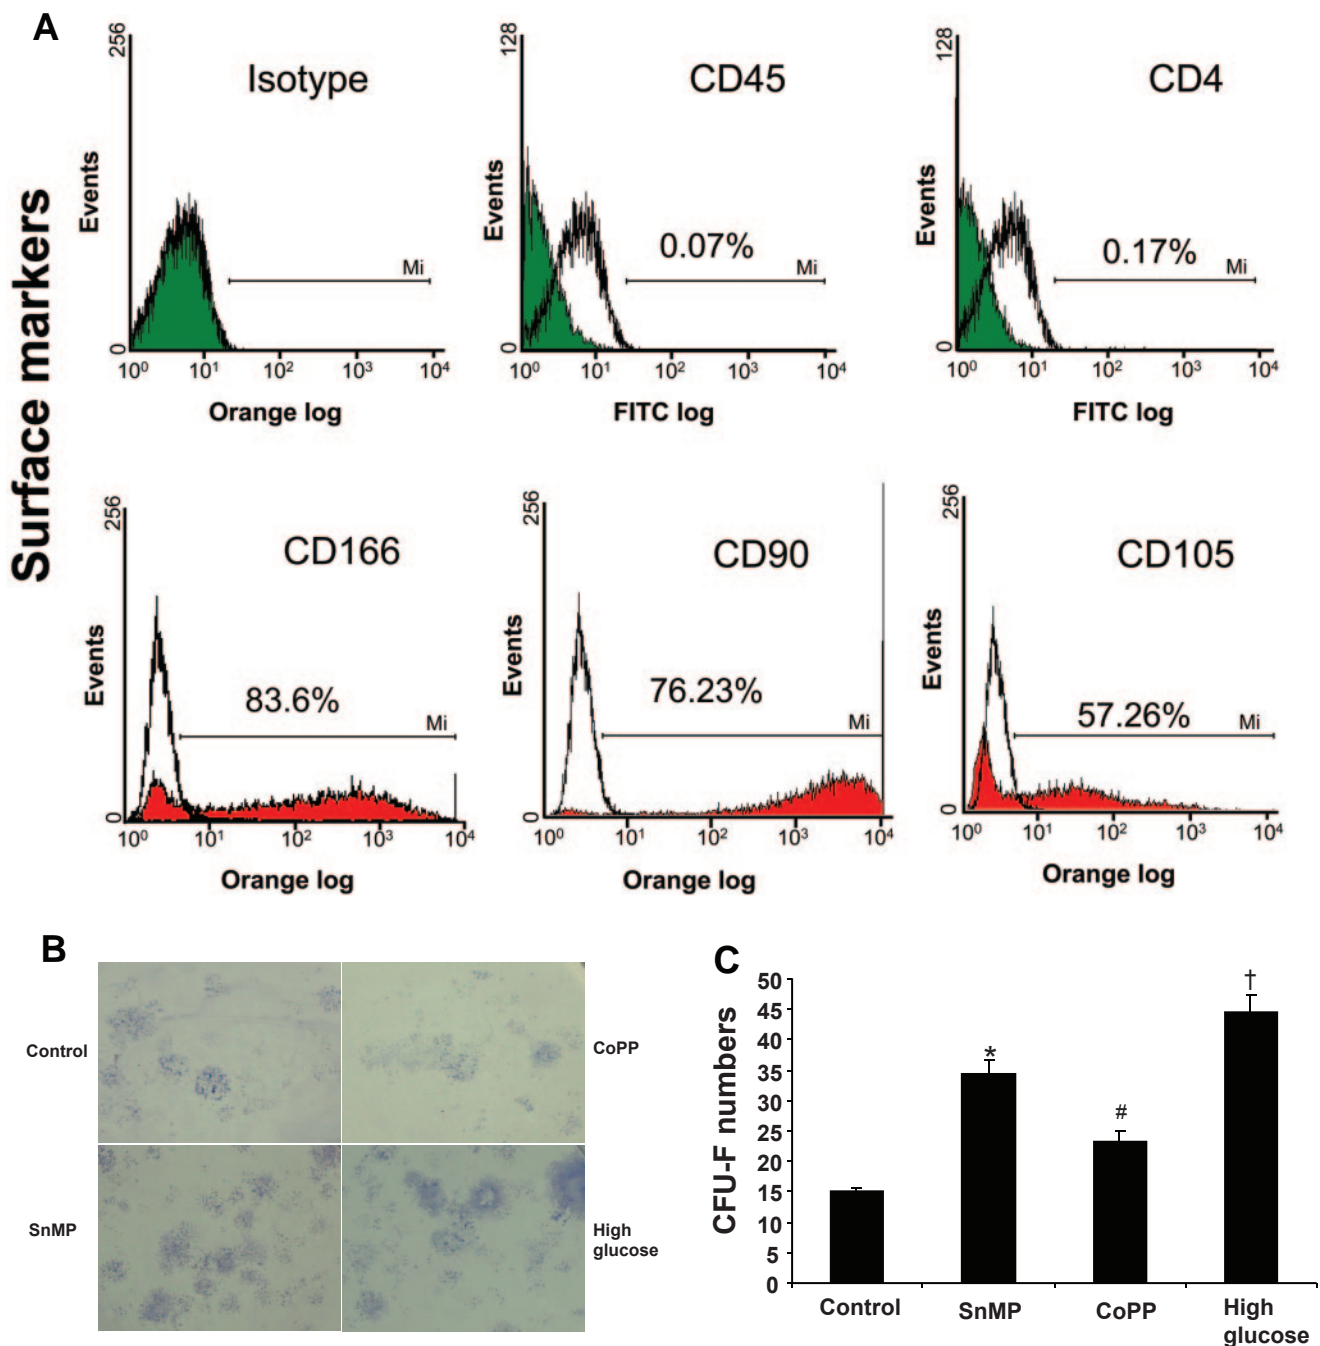 A
Surface markers
256
Isotype
Events
Mi
0
10⁰ 10¹ 10² 10³ 10⁴
Orange log
128
CD45
Events
0.07%
Mi
0
10⁰ 10¹ 10² 10³ 10⁴
FITC log
128
CD4
Events
0.17%
Mi
0
10⁰ 10¹ 10² 10³ 10⁴
FITC log
256
CD166
Events
83.6%
Mi
0
10⁰ 10¹ 10² 10³ 10⁴
Orange log
256
CD90
Events
76.23%
Mi
0
10⁰ 10¹ 10² 10³ 10⁴
Orange log
256
CD105
Events
57.26%
Mi
0
10⁰ 10¹ 10² 10³ 10⁴
Orange log
B
Control
CoPP
SnMP
High
glucose
C
CFU-F numbers
50
45
40
35
30
25
20
15
10
5
0
*
#
†
Control
SnMP
CoPP
High
glucose